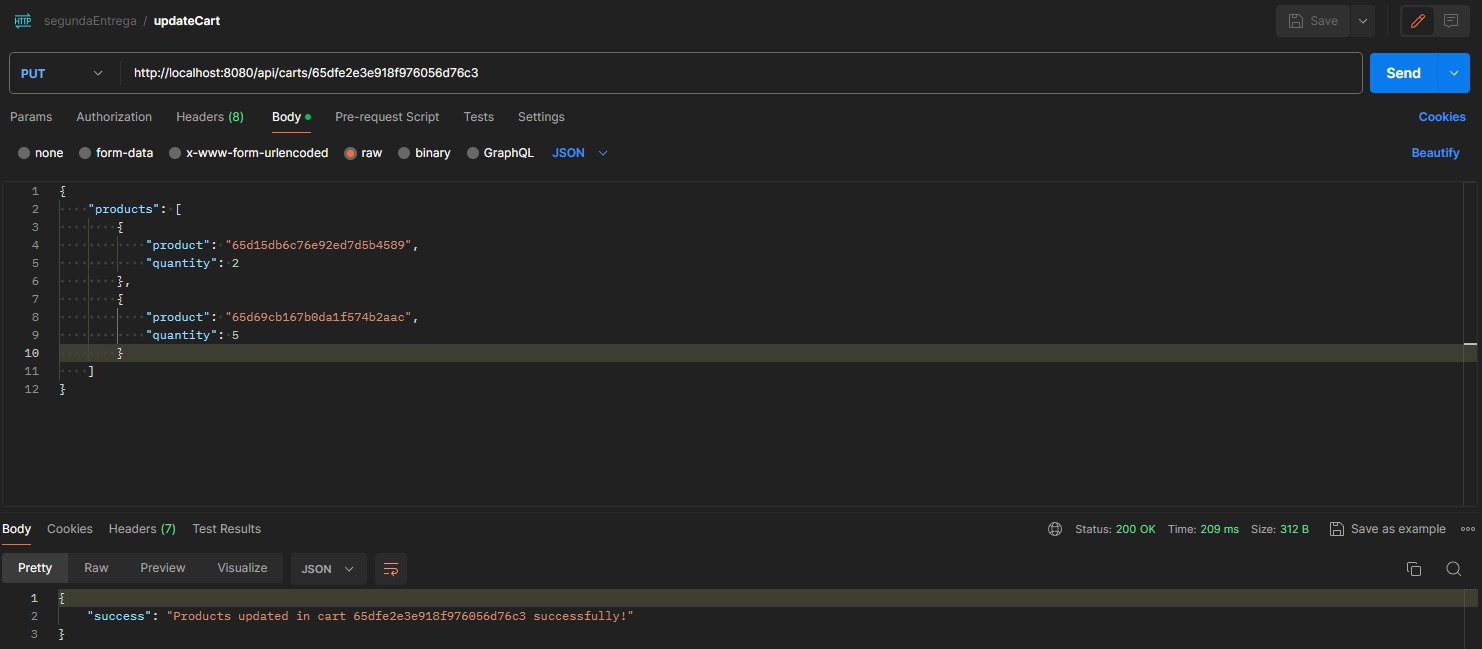 HTTP segundaEntrega / updateCart Save
PUT http://localhost:8080/api/carts/65dfe2e3e918f976056d76c3 Send
Params Authorization Headers (8) Body Pre-request Script Tests Settings Cookies
none form-data x-www-form-urlencoded raw binary GraphQL JSON Beautify
1 {
2 "products": [
3 {
4 "product": "65d15db6c76e92ed7d5b4589",
5 "quantity": 2
6 },
7 {
8 "product": "65d69cb167b0da1f574b2aac",
9 "quantity": 5
10 }
11 ]
12 }
Body Cookies Headers (7) Test Results Status: 200 OK Time: 209 ms Size: 312 B Save as example
Pretty Raw Preview Visualize JSON
1 {
2 "success": "Products updated in cart 65dfe2e3e918f976056d76c3 successfully!"
3 }